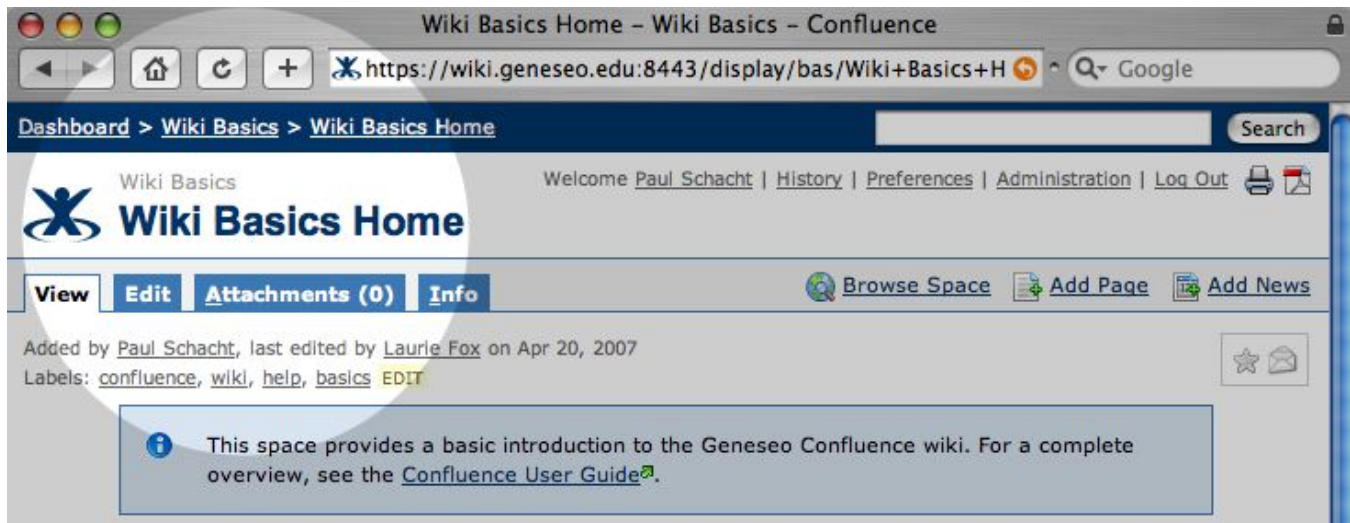 Wiki Basics Home – Wiki Basics – Confluence
https://wiki.geneseo.edu:8443/display/bas/Wiki+Basics+H Google
Dashboard > Wiki Basics > Wiki Basics Home Search
Wiki Basics
Welcome Paul Schacht | History | Preferences | Administration | Log Out
Wiki Basics Home
View Edit Attachments (0) Info Browse Space Add Page Add News
Added by Paul Schacht, last edited by Laurie Fox on Apr 20, 2007
Labels: confluence, wiki, help, basics EDIT
This space provides a basic introduction to the Geneseo Confluence wiki. For a complete
overview, see the Confluence User Guide.